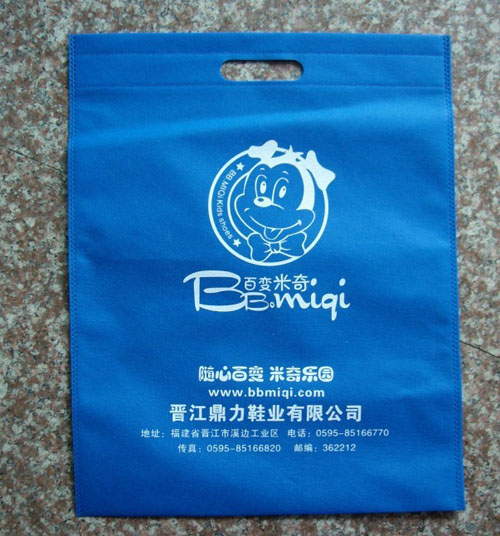 BB MIQI Kids shoes
百变米奇
BB.miqi
随心百变 米奇乐园
www.bbmiqi.com
晋江鼎力鞋业有限公司
地址：福建省晋江市溪边工业区 电话：0595-85166770
传真：0595-85166820 邮编：362212